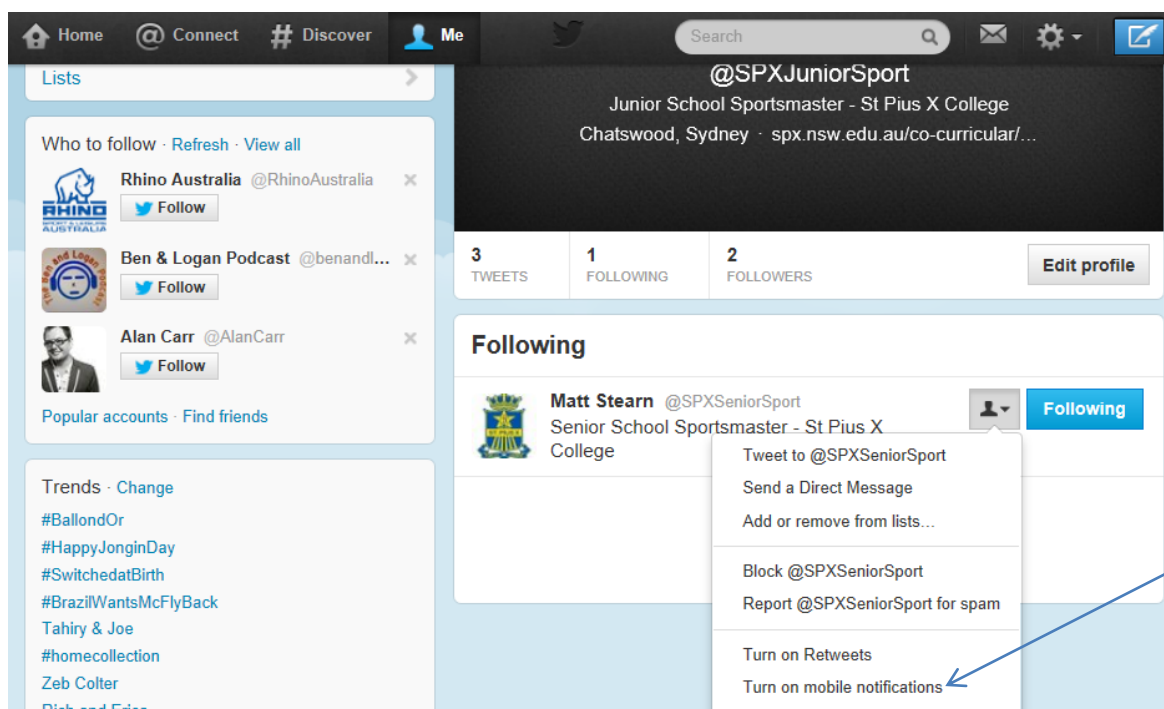 Home
Connect
Discover
Me
Search
Lists
@SPXJuniorSport
Junior School Sportsmaster - St Pius X College
Chatswood, Sydney · spx.nsw.edu.au/co-curricular/...
Who to follow · Refresh · View all
Rhino Australia @RhinoAustralia
Follow
RHINO
AUSTRALIA
Ben & Logan Podcast @benandl...
Follow
Alan Carr @AlanCarr
Follow
Popular accounts · Find friends
3
TWEETS
1
FOLLOWING
2
FOLLOWERS
Edit profile
Following
Matt Stearn @SPXSeniorSport
Senior School Sportsmaster - St Pius X
College
Following
Tweet to @SPXSeniorSport
Send a Direct Message
Add or remove from lists...
Block @SPXSeniorSport
Report @SPXSeniorSport for spam
Turn on Retweets
Turn on mobile notifications
Trends · Change
#BallondOr
#HappyJonginDay
#SwitchedatBirth
#BrazilWantsMcFlyBack
Tahiry & Joe
#homecollection
Zeb Colter